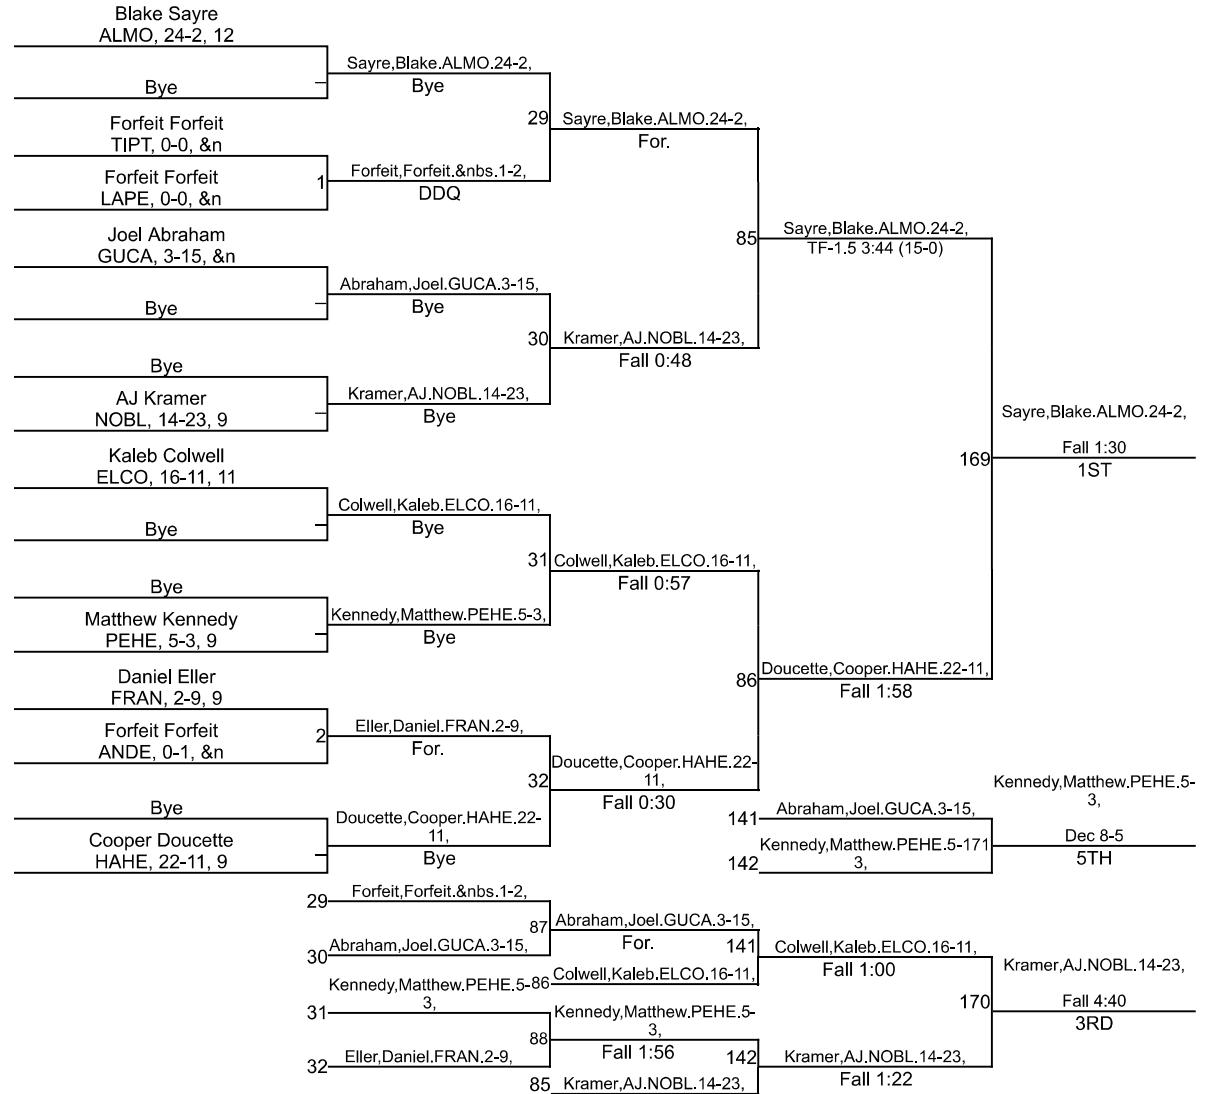 Blake Sayre
ALMO, 24-2, 12
Sayre,Blake.ALMO.24-2,
Bye
Bye
29
Sayre,Blake.ALMO.24-2,
For.
Forfeit Forfeit
TIPT, 0-0, &n
1
Forfeit,Forfeit.&nbs.1-2,
DDQ
Forfeit Forfeit
LAPE, 0-0, &n
85
Sayre,Blake.ALMO.24-2,
TF-1.5 3:44 (15-0)
Joel Abraham
GUCA, 3-15, &n
Abraham,Joel.GUCA.3-15,
Bye
Bye
30
Kramer,AJ.NOBL.14-23,
Fall 0:48
Bye
Kramer,AJ.NOBL.14-23,
Bye
AJ Kramer
NOBL, 14-23, 9
Sayre,Blake.ALMO.24-2,
169
Fall 1:30
1ST
Kaleb Colwell
ELCO, 16-11, 11
Colwell,Kaleb.ELCO.16-11,
Bye
Bye
31
Colwell,Kaleb.ELCO.16-11,
Fall 0:57
Bye
Kennedy,Matthew.PEHE.5-3,
Bye
Matthew Kennedy
PEHE, 5-3, 9
86
Doucette,Cooper.HAHE.22-11,
Fall 1:58
Daniel Eller
FRAN, 2-9, 9
2
Eller,Daniel.FRAN.2-9,
For.
Forfeit Forfeit
ANDE, 0-1, &n
32
Doucette,Cooper.HAHE.22-
11,
Fall 0:30
Bye
Doucette,Cooper.HAHE.22-
11,
Bye
Cooper Doucette
HAHE, 22-11, 9
141
Abraham,Joel.GUCA.3-15,
Kennedy,Matthew.PEHE.5-
3,
142
Kennedy,Matthew.PEHE.5-
3,
171
Dec 8-5
5TH
29
Forfeit,Forfeit.&nbs.1-2,
87
Abraham,Joel.GUCA.3-15,
For.
30
Abraham,Joel.GUCA.3-15,
141
Colwell,Kaleb.ELCO.16-11,
Fall 1:00
86
Colwell,Kaleb.ELCO.16-11,
Kramer,AJ.NOBL.14-23,
170
Fall 4:40
3RD
31
Kennedy,Matthew.PEHE.5-
3,
88
Kennedy,Matthew.PEHE.5-
3,
Fall 1:56
32
Eller,Daniel.FRAN.2-9,
142
Kramer,AJ.NOBL.14-23,
Fall 1:22
85
Kramer,AJ.NOBL.14-23,